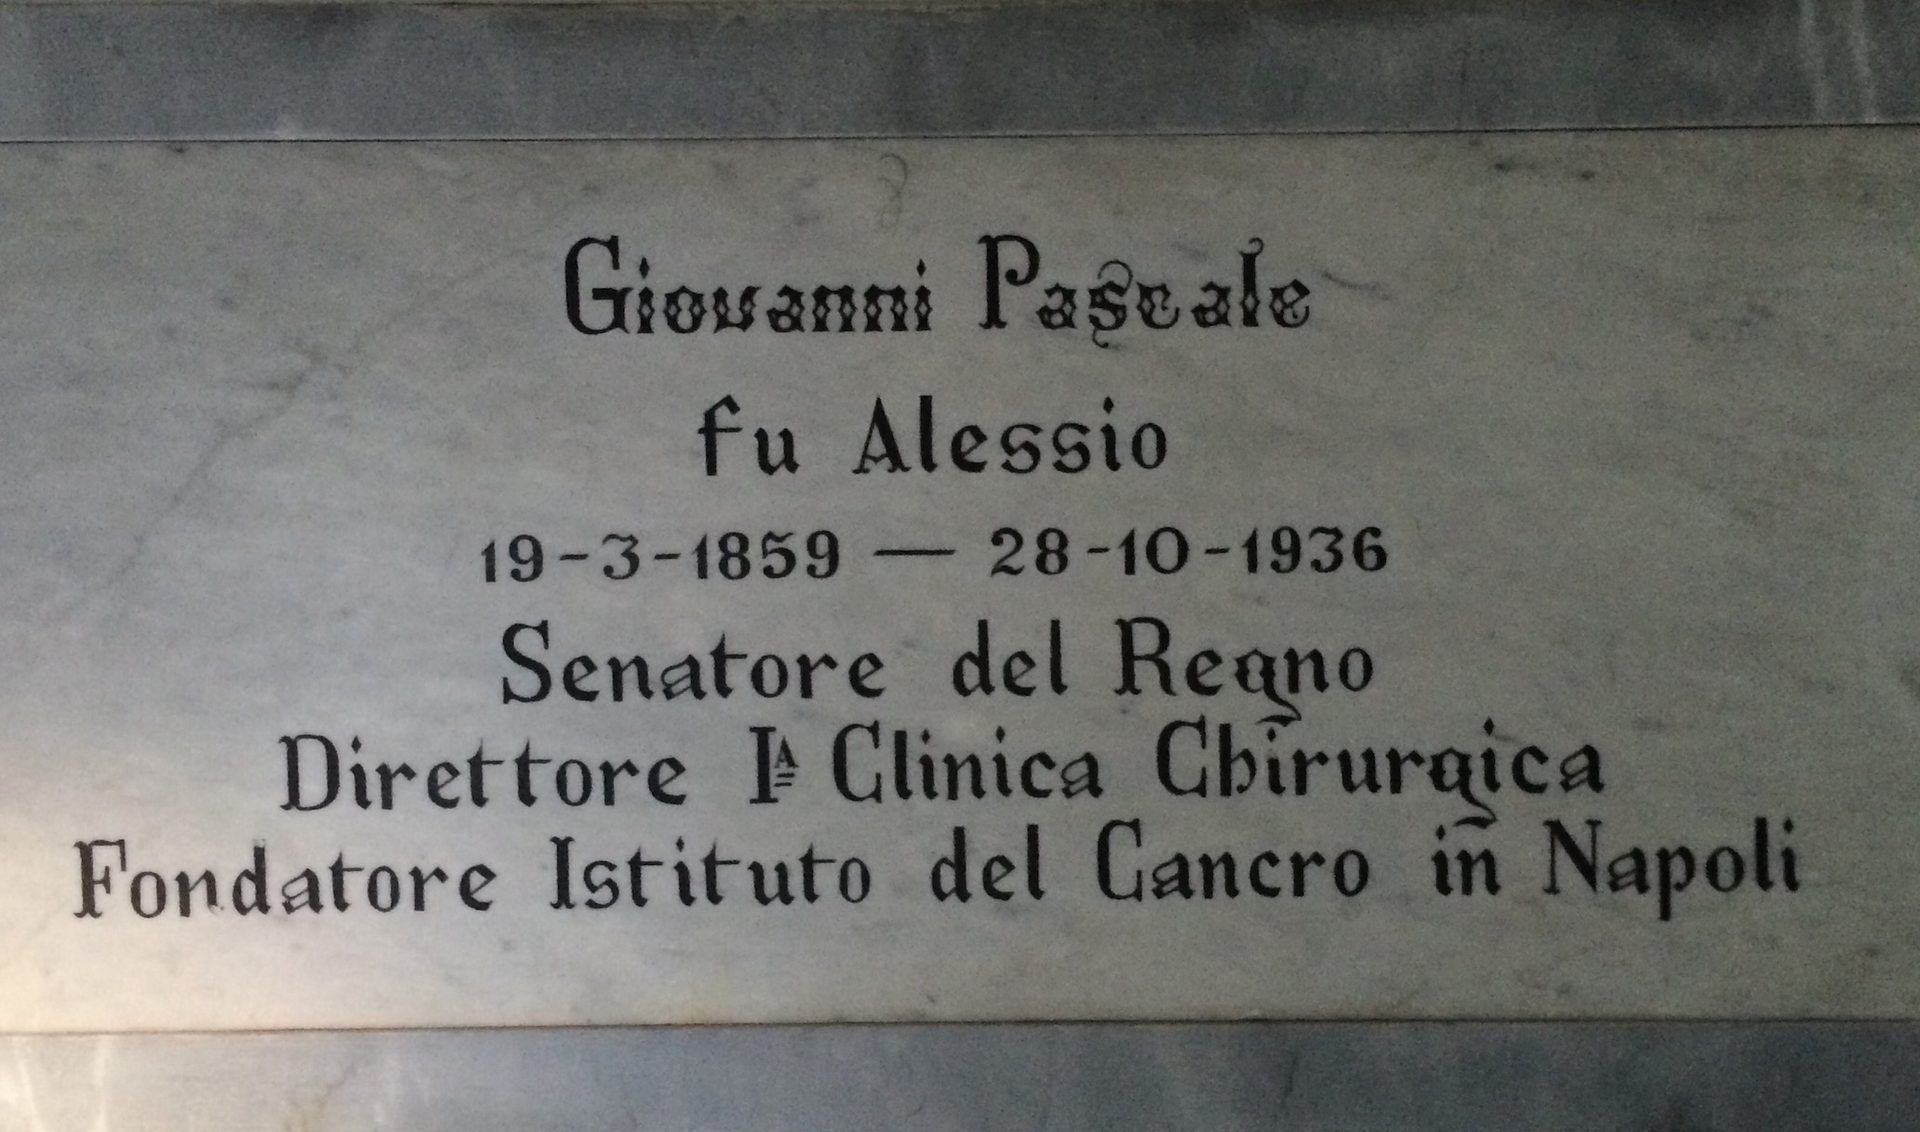 Giovanni Pascale
fu Alessio
19-3-1859 — 28-10-1936
Senatore del Regno
Direttore Iᴬ Clinica Chirurgica
Fondatore Istituto del Cancro in Napoli